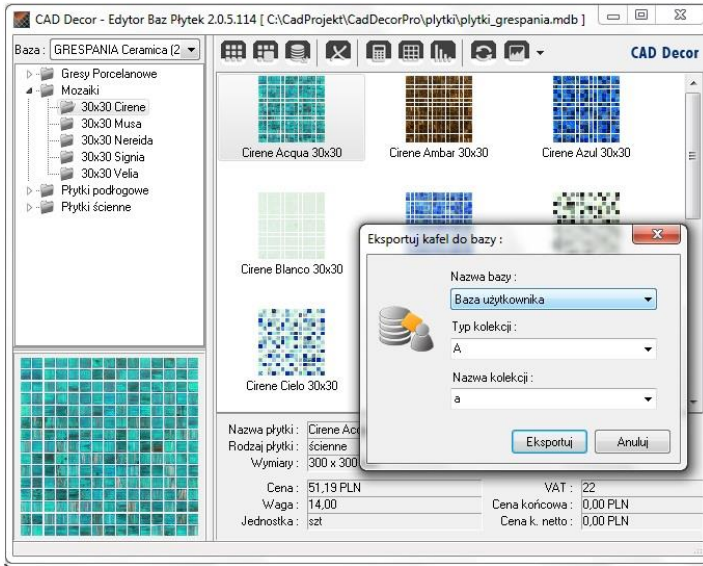 CAD Decor - Edytor Baz Płytek 2.0.5.114 [ C:\CadProjekt\CadDecorPro\plytki\plytki_grespania.mdb ]
Baza : GRESPANIA Ceramica (2
CAD Decor
Gresy Porcelanowe
Mozaiki
30x30 Cirene
30x30 Musa
30x30 Nereida
30x30 Signia
30x30 Velia
Płytki podłogowe
Płytki ścienne
Cirene Acqua 30x30
Cirene Ambar 30x30
Cirene Azul 30x30
Cirene Blanco 30x30
Cirene Cielo 30x30
Eksportuj kafel do bazy :
Nazwa bazy :
Baza użytkownika
Typ kolekcji :
A
Nazwa kolekcji :
a
Eksportuj
Anuluj
Nazwa płytki : Cirene Acq
Rodzaj płytki : ścienne
Wymiary : 300 x 300
Cena : 51,19 PLN
VAT : 22
Waga : 14,00
Cena końcowa : 0,00 PLN
Jednostka : szt
Cena k. netto : 0,00 PLN